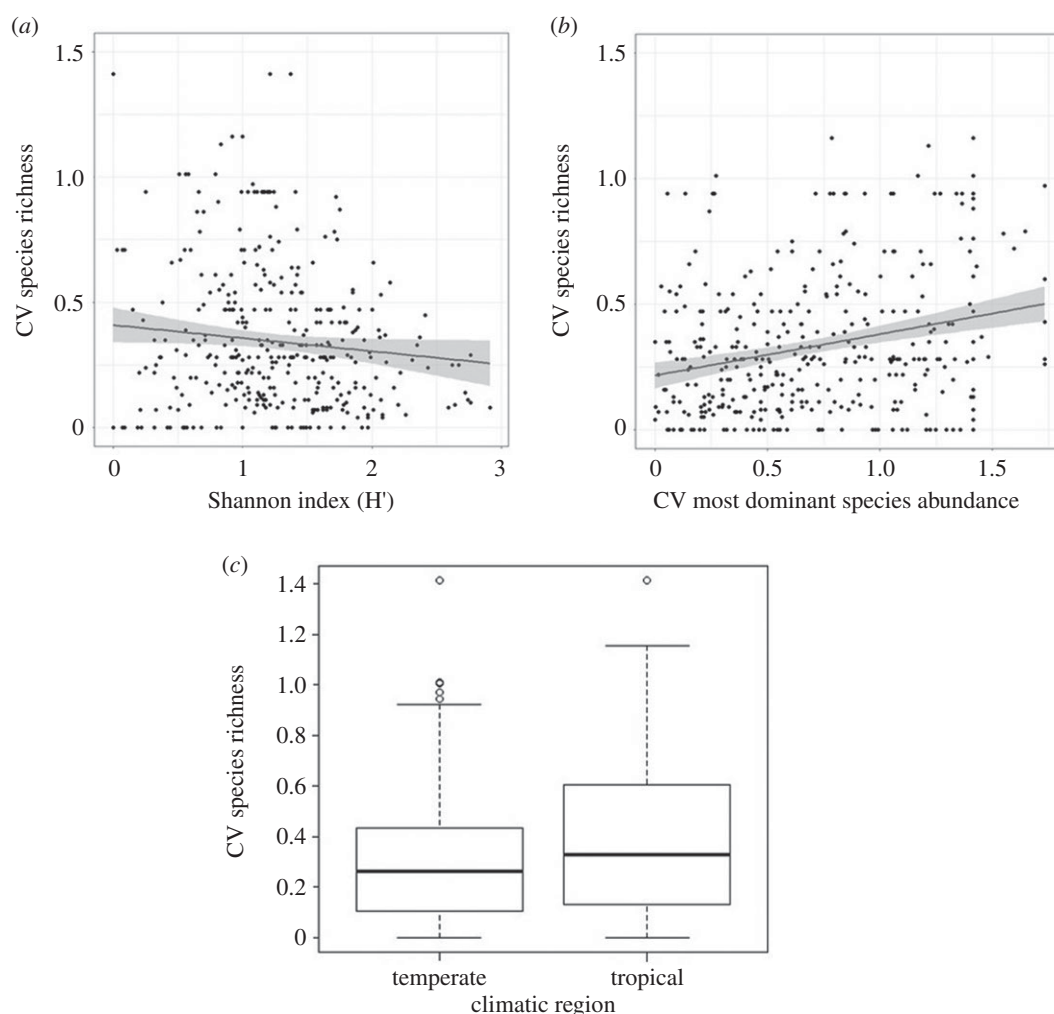 (a)
1.5
1.0
0.5
0
CV species richness
0 1 2 3
Shannon index (H')
(b)
1.5
1.0
0.5
0
CV species richness
0 0.5 1.0 1.5
CV most dominant species abundance
(c)
1.4
1.2
1.0
0.8
0.6
0.4
0.2
0
CV species richness
temperate tropical
climatic region